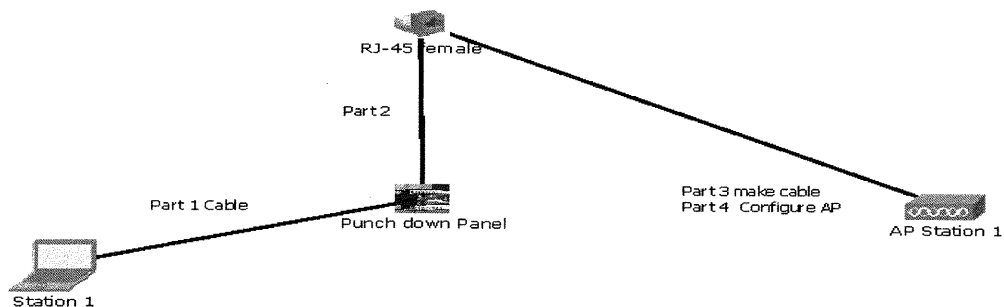 RJ-45 female
Part 2
Part 1 Cable
Punch down Panel
Part 3 make cable
Part 4 Configure AP
AP Station 1
Station 1